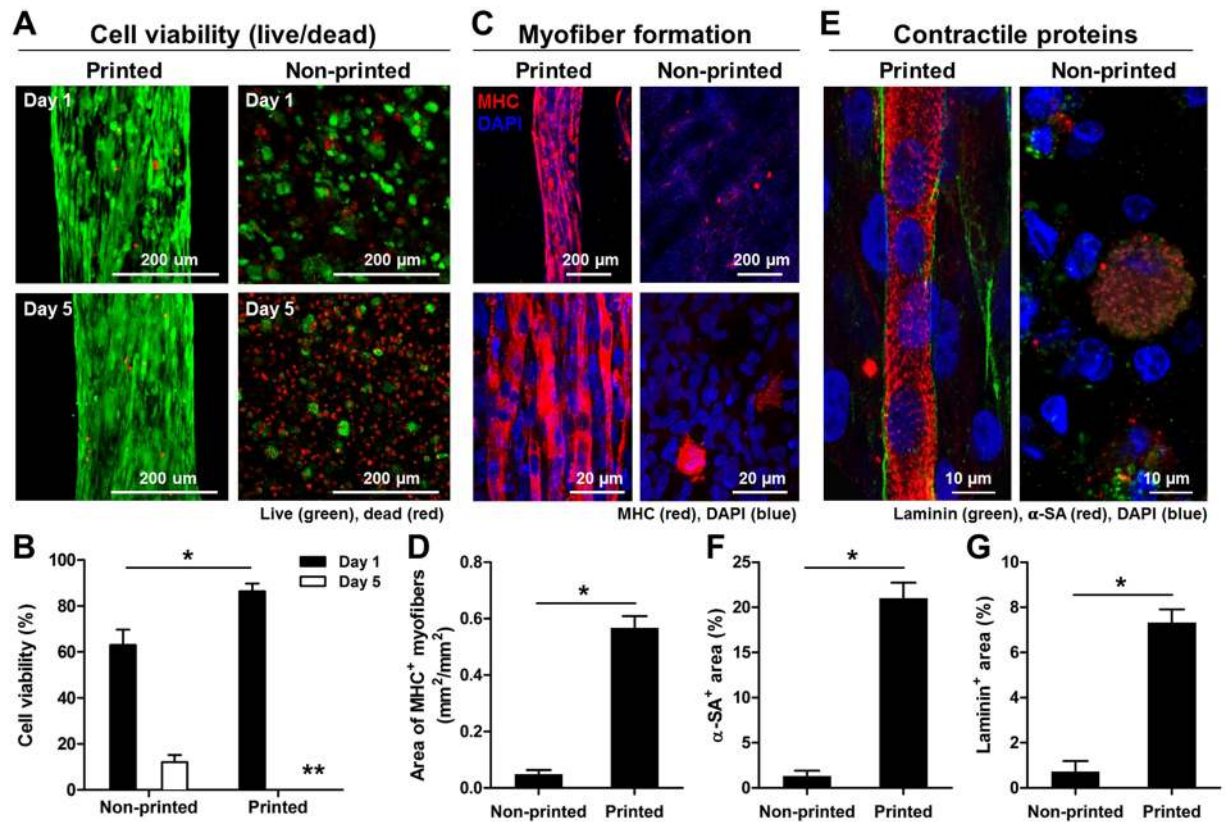 A Cell viability (live/dead)
Printed Non-printed
Day 1 Day 1
200 um 200 μm
Day 5 Day 5
200 um 200 μm
Live (green), dead (red)
C Myofiber formation
Printed Non-printed
MHC
DAPI
200 μm 200 μm
20 μm 20 μm
MHC (red), DAPI (blue)
E Contractile proteins
Printed Non-printed
10 μm 10 μm
Laminin (green), α-SA (red), DAPI (blue)
B
Cell viability (%)
100
80
60
40
20
0
*
Day 1
Day 5
**
Non-printed Printed
D
Area of MHC⁺ myofibers
(mm²/mm²)
0.8
0.6
0.4
0.2
0.0
*
Non-printed Printed
F
α-SA⁺ area (%)
25
20
15
10
5
0
*
Non-printed Printed
G
Laminin⁺ area (%)
8
6
4
2
0
*
Non-printed Printed